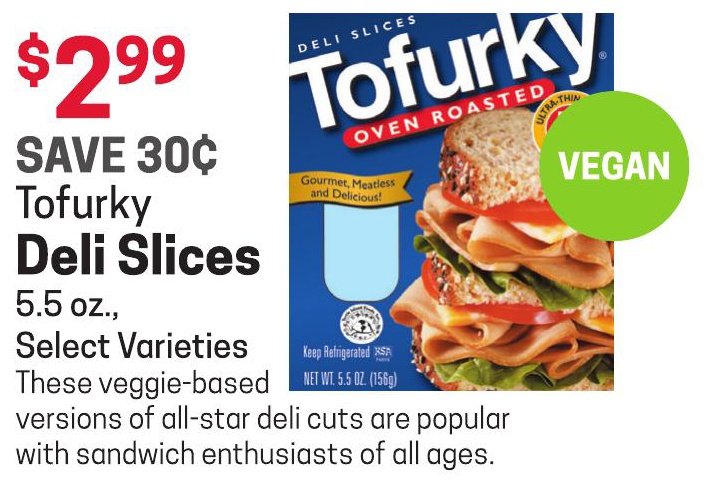 $2.99
SAVE 30¢
Tofurky
Deli Slices
5.5 oz.,
Select Varieties
These veggie-based
versions of all-star deli cuts are popular
with sandwich enthusiasts of all ages.
DELI SLICES
Tofurky®
OVEN ROASTED
ULTRA-THIN
VEGAN
Gourmet, Meatless
and Delicious!
Keep Refrigerated KSA
PAREVE
NET WT. 5.5 OZ. (156g)